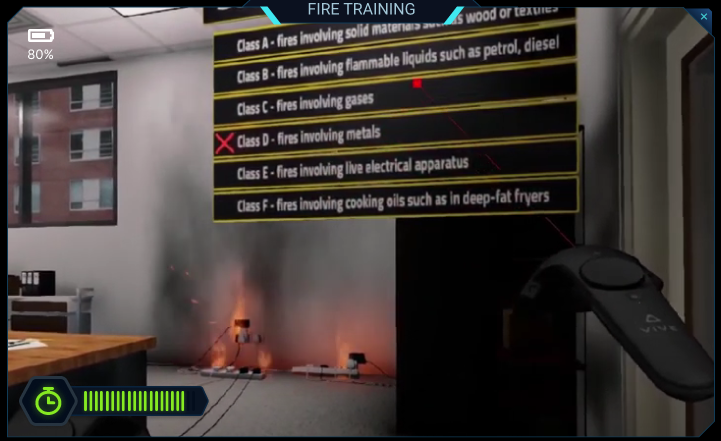 FIRE TRAINING
80%
Class A - fires involving solid materials such as wood or textiles
Class B - fires involving flammable liquids such as petrol, diesel
Class C - fires involving gases
Class D - fires involving metals
Class E - fires involving live electrical apparatus
Class F - fires involving cooking oils such as in deep-fat fryers
VIVE